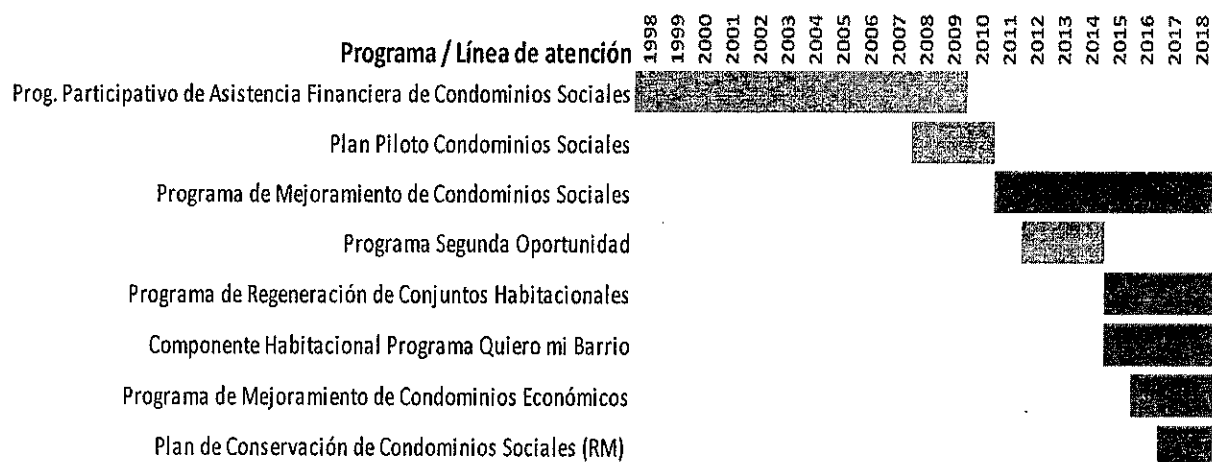 Programa / Línea de atención 1998 1999 2000 2001 2002 2003 2004 2005 2006 2007 2008 2009 2010 2011 2012 2013 2014 2015 2016 2017 2018
Prog. Participativo de Asistencia Financiera de Condominios Sociales
Plan Piloto Condominios Sociales
Programa de Mejoramiento de Condominios Sociales
Programa Segunda Oportunidad
Programa de Regeneración de Conjuntos Habitacionales
Componente Habitacional Programa Quiero mi Barrio
Programa de Mejoramiento de Condominios Económicos
Plan de Conservación de Condominios Sociales (RM)